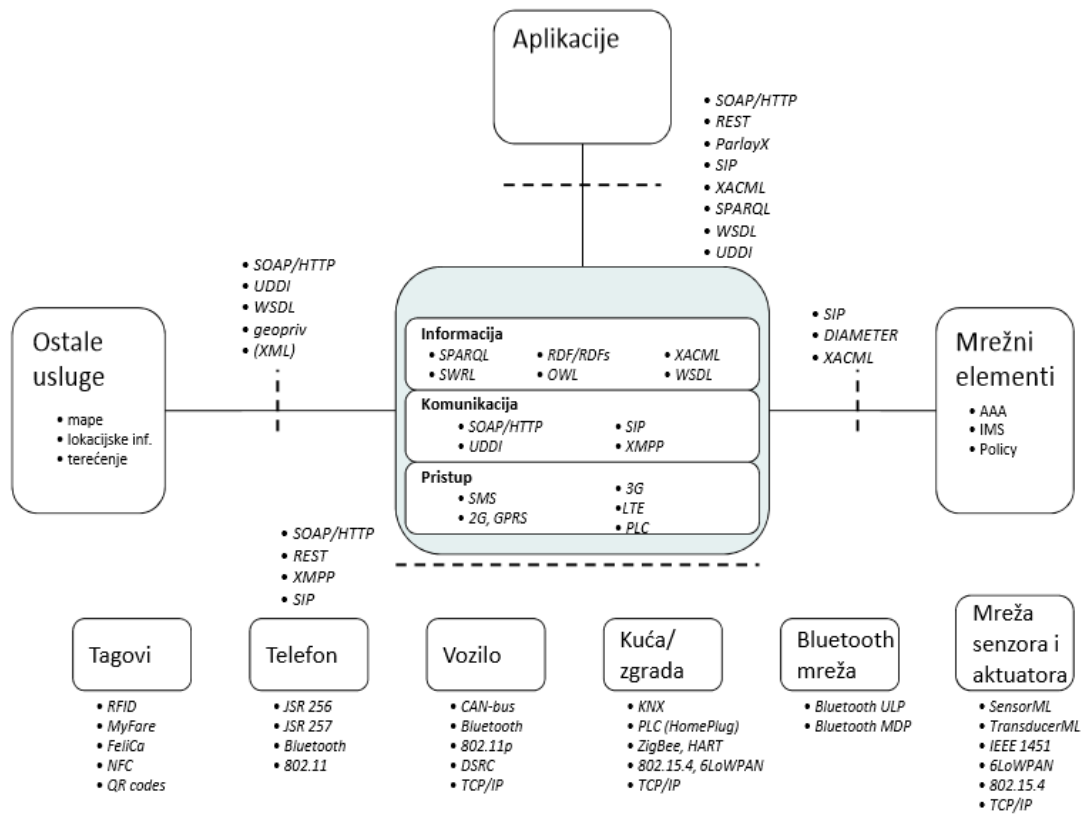 Aplikacije
• SOAP/HTTP
• REST
• ParlayX
• SIP
• XACML
• SPARQL
• WSDL
• UDDI
• SOAP/HTTP
• UDDI
• WSDL
• geopriv
• (XML)
Ostale
usluge
• mape
• lokacijske inf.
• terećenje
Informacija
• SPARQL • RDF/RDFs • XACML
• SWRL • OWL • WSDL
Komunikacija
• SOAP/HTTP • SIP
• UDDI • XMPP
Pristup
• SMS • 3G
• 2G, GPRS •LTE
• PLC
• SIP
• DIAMETER
• XACML
Mrežni
elementi
• AAA
• IMS
• Policy
• SOAP/HTTP
• REST
• XMPP
• SIP
Tagovi
• RFID
• MyFare
• FeliCa
• NFC
• QR codes
Telefon
• JSR 256
• JSR 257
• Bluetooth
• 802.11
Vozilo
• CAN-bus
• Bluetooth
• 802.11p
• DSRC
• TCP/IP
Kuća/
zgrada
• KNX
• PLC (HomePlug)
• ZigBee, HART
• 802.15.4, 6LoWPAN
• TCP/IP
Bluetooth
mreža
• Bluetooth ULP
• Bluetooth MDP
Mreža
senzora i
aktuatora
• SensorML
• TransducerML
• IEEE 1451
• 6LoWPAN
• 802.15.4
• TCP/IP